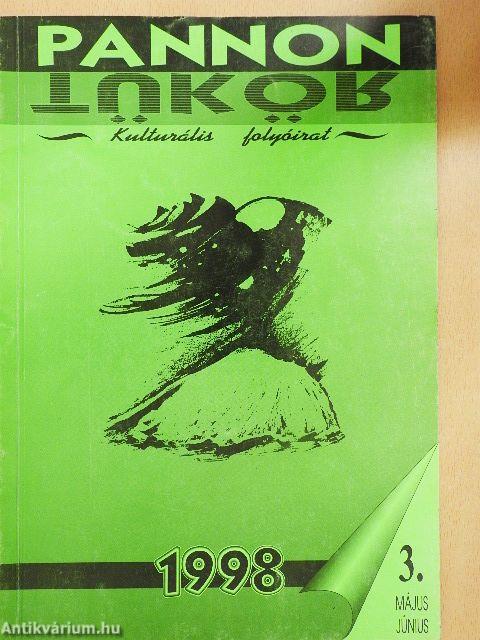 PANNON
TÜKÖR
Kulturális folyóirat
1998
3.
MÁJUS
JÚNIUS
Antikvárium.hu